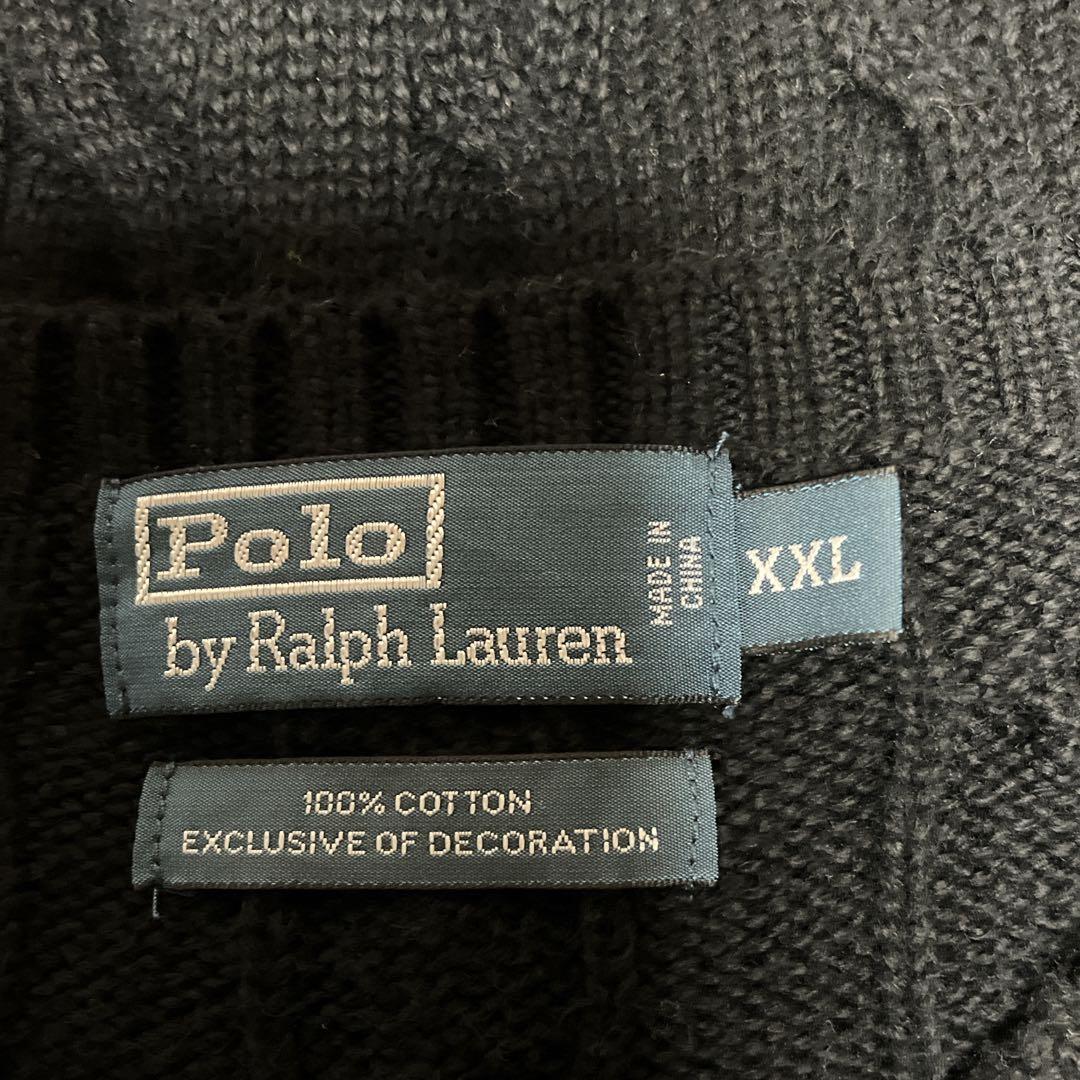 Polo
by Ralph Lauren
MADE IN
CHINA
XXL
100% COTTON
EXCLUSIVE OF DECORATION